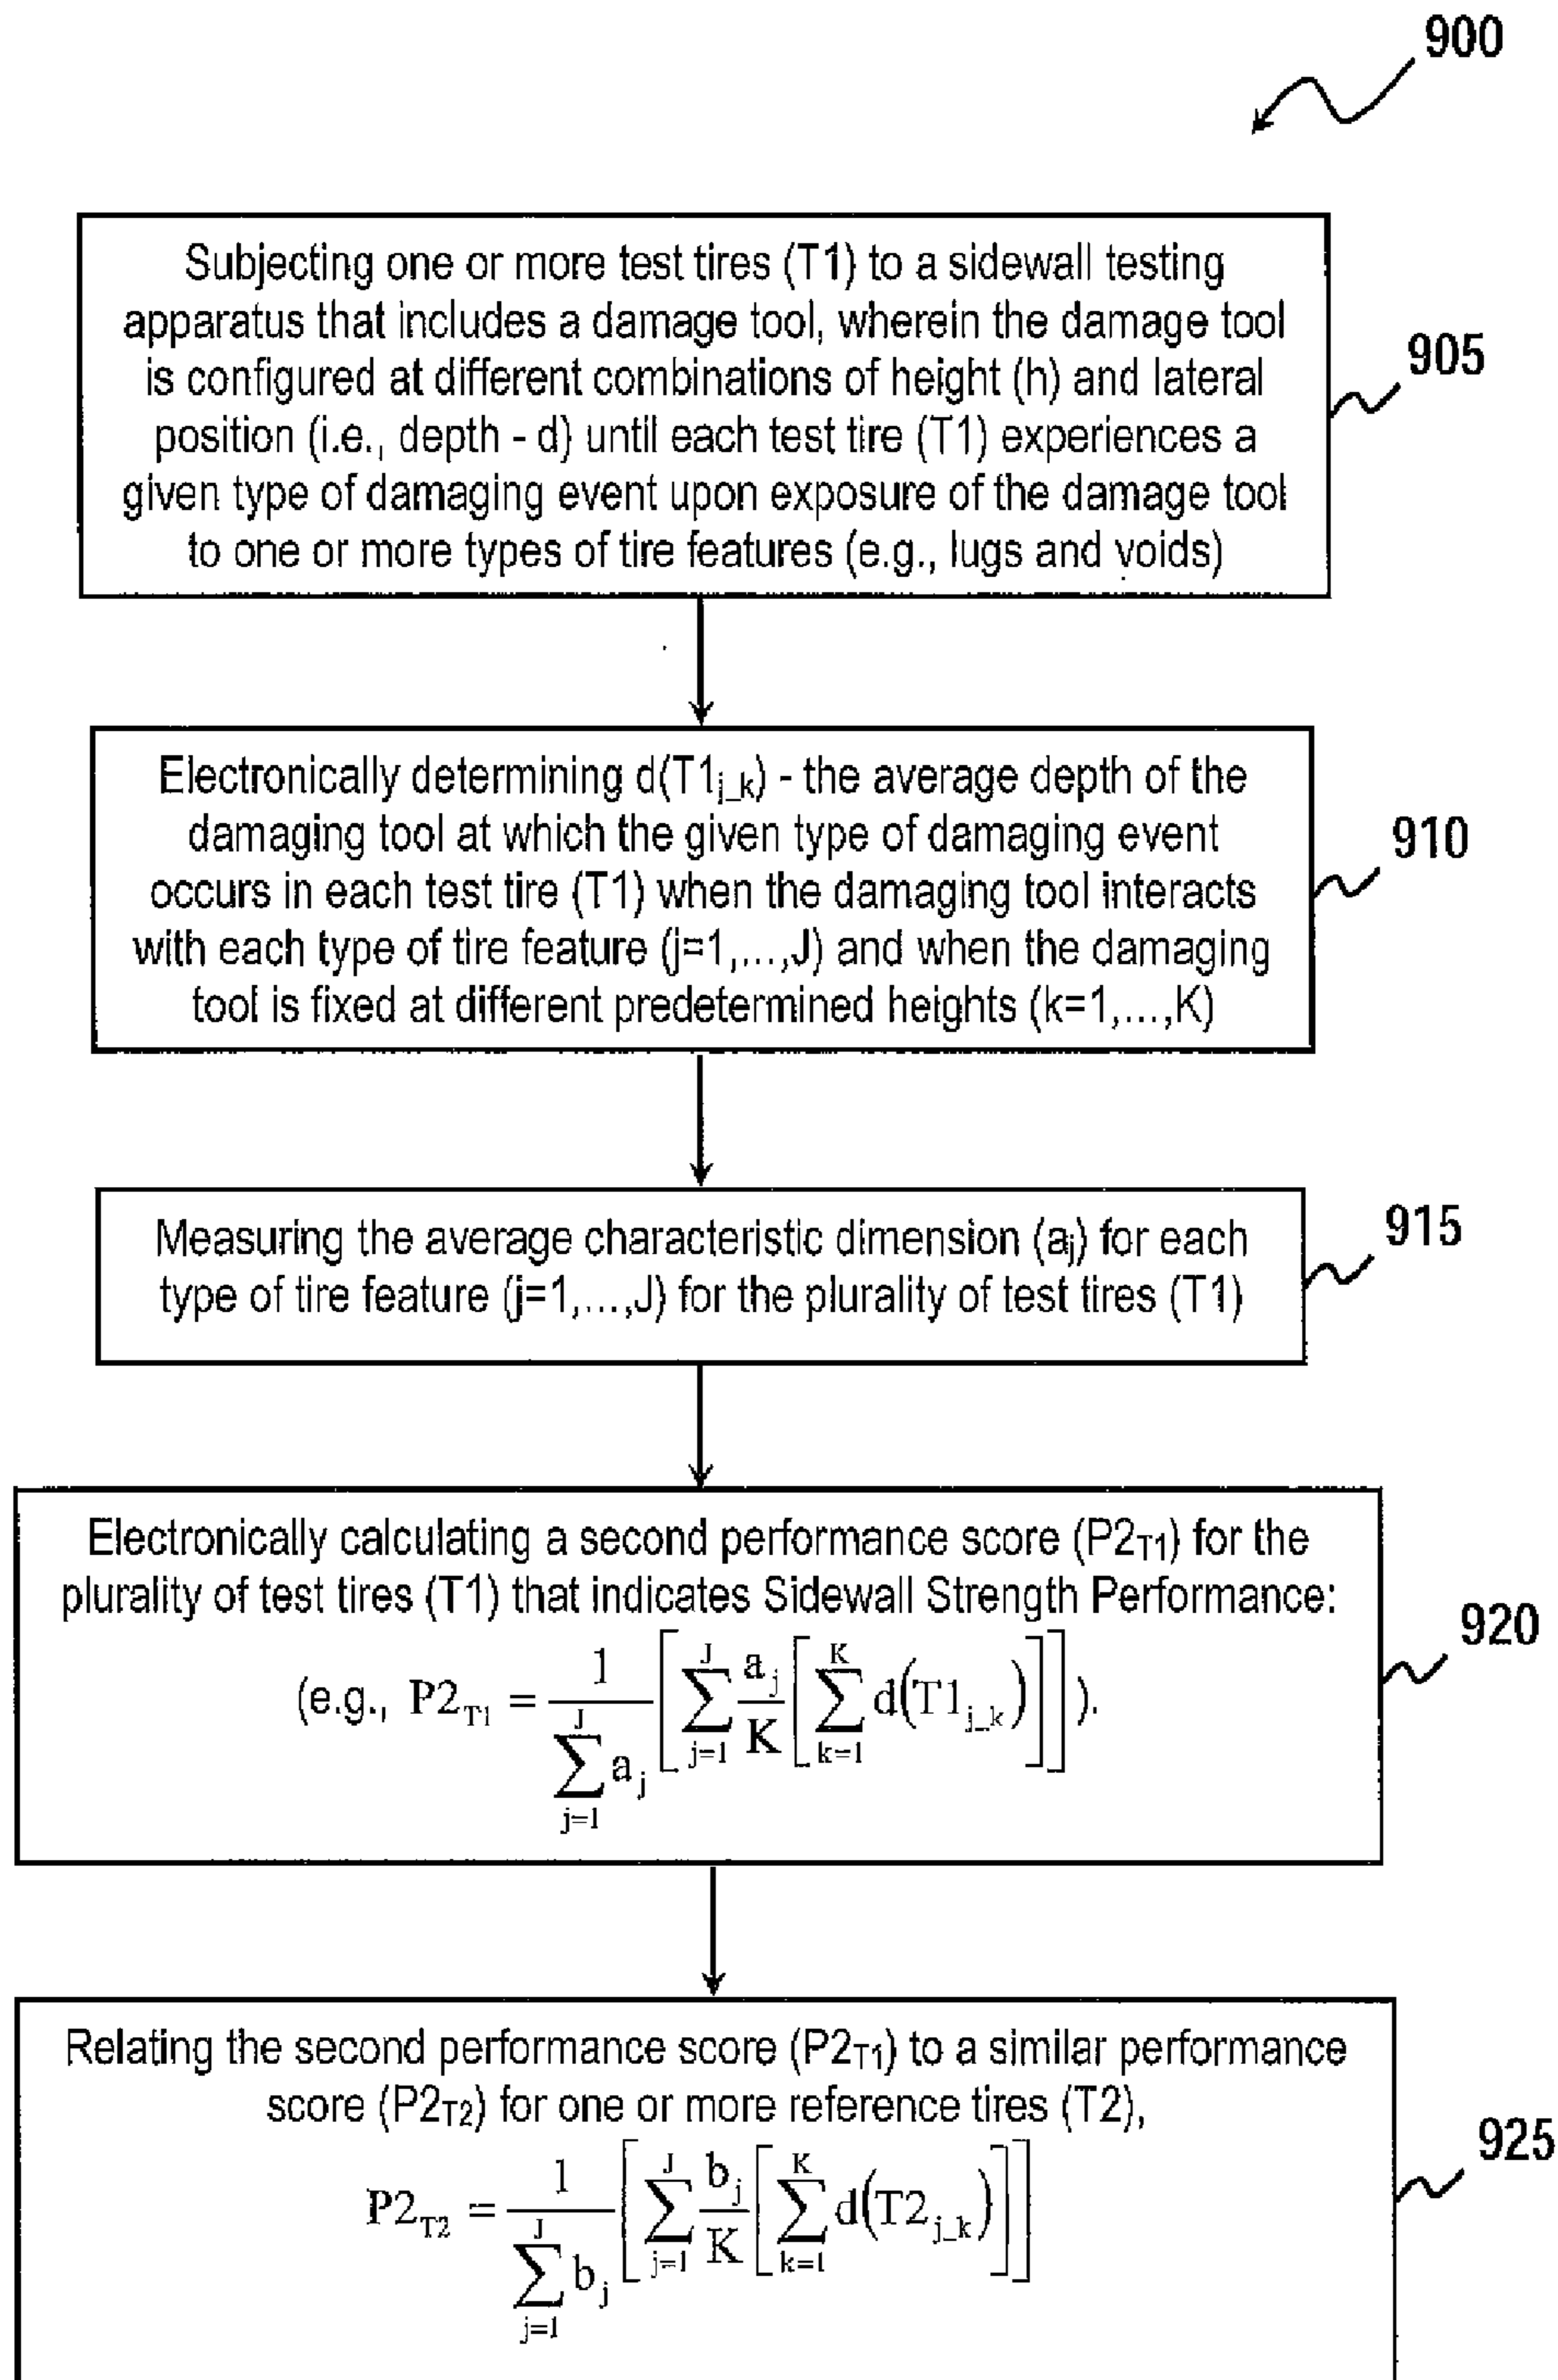 900
Subjecting one or more test tires (T1) to a sidewall testing
apparatus that includes a damage tool, wherein the damage tool
is configured at different combinations of height (h) and lateral
position (i.e., depth - d) until each test tire (T1) experiences a
given type of damaging event upon exposure of the damage tool
to one or more types of tire features (e.g., lugs and voids)
905
Electronically determining d(T1j_k) - the average depth of the
damaging tool at which the given type of damaging event
occurs in each test tire (T1) when the damaging tool interacts
with each type of tire feature (j=1,...,J) and when the damaging
tool is fixed at different predetermined heights (k=1,...,K)
910
Measuring the average characteristic dimension (aj) for each
type of tire feature (j=1,...,J) for the plurality of test tires (T1)
915
Electronically calculating a second performance score (P2T1) for the
plurality of test tires (T1) that indicates Sidewall Strength Performance:
(e.g., P2T1 = 1/∑j=1J aj [∑j=1J aj/K [∑k=1K d(T1j_k)]]).
920
Relating the second performance score (P2T1) to a similar performance
score (P2T2) for one or more reference tires (T2),
P2T2 = 1/∑j=1J bj [∑j=1J bj/K [∑k=1K d(T2j_k)]]
925